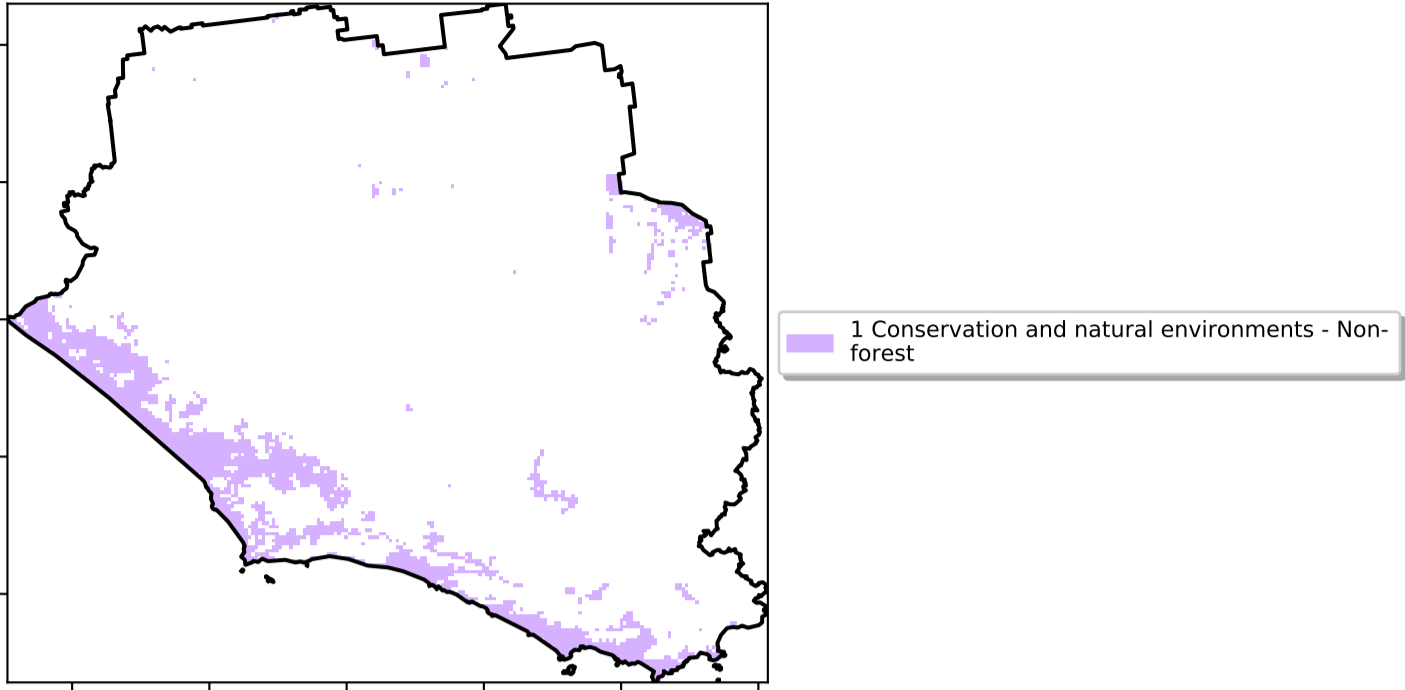 1 Conservation and natural environments - Non-
forest